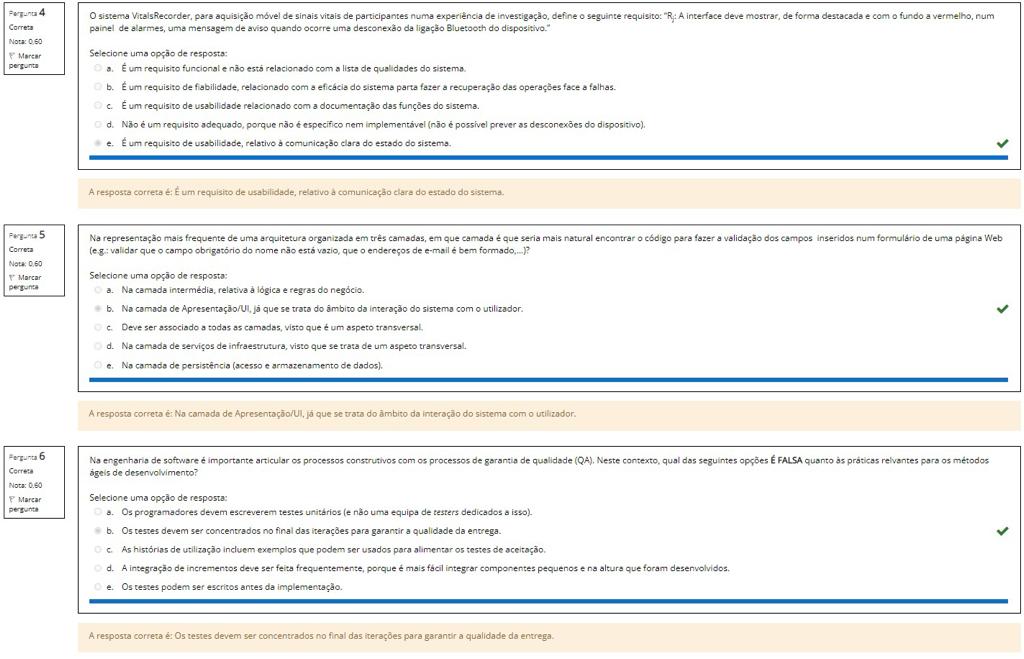 Pergunta 4
Correta
Nota: 0,60
Marcar
pergunta
O sistema VitalsRecorder, para aquisição móvel de sinais vitais de participantes numa experiência de investigação, define o seguinte requisito: “Rj: A interface deve mostrar, de forma destacada e com o fundo a vermelho, num
painel de alarmes, uma mensagem de aviso quando ocorre uma desconexão da ligação Bluetooth do dispositivo.”
Selecione uma opção de resposta:
a. É um requisito funcional e não está relacionado com a lista de qualidades do sistema.
b. É um requisito de fiabilidade, relacionado com a eficácia do sistema parta fazer a recuperação das operações face a falhas.
c. É um requisito de usabilidade relacionado com a documentação das funções do sistema.
d. Não é um requisito adequado, porque não é específico nem implementável (não é possível prever as desconexões do dispositivo).
e. É um requisito de usabilidade, relativo à comunicação clara do estado do sistema.
A resposta correta é: É um requisito de usabilidade, relativo à comunicação clara do estado do sistema.
Pergunta 5
Correta
Nota: 0,60
Marcar
pergunta
Na representação mais frequente de uma arquitetura organizada em três camadas, em que camada é que seria mais natural encontrar o código para fazer a validação dos campos inseridos num formulário de uma página Web
(e.g.: validar que o campo obrigatório do nome não está vazio, que o endereços de e-mail é bem formado,...)?
Selecione uma opção de resposta:
a. Na camada intermédia, relativa à lógica e regras do negócio.
b. Na camada de Apresentação/UI, já que se trata do âmbito da interação do sistema com o utilizador.
c. Deve ser associado a todas as camadas, visto que é um aspeto transversal.
d. Na camada de serviços de infraestrutura, visto que se trata de um aspeto transversal.
e. Na camada de persistência (acesso e armazenamento de dados).
A resposta correta é: Na camada de Apresentação/UI, já que se trata do âmbito da interação do sistema com o utilizador.
Pergunta 6
Correta
Nota: 0,60
Marcar
pergunta
Na engenharia de software é importante articular os processos construtivos com os processos de garantia de qualidade (QA). Neste contexto, qual das seguintes opções É FALSA quanto às práticas relvantes para os métodos
ágeis de desenvolvimento?
Selecione uma opção de resposta:
a. Os programadores devem escreverem testes unitários (e não uma equipa de testers dedicados a isso).
b. Os testes devem ser concentrados no final das iterações para garantir a qualidade da entrega.
c. As histórias de utilização incluem exemplos que podem ser usados para alimentar os testes de aceitação.
d. A integração de incrementos deve ser feita frequentemente, porque é mais fácil integrar componentes pequenos e na altura que foram desenvolvidos.
e. Os testes podem ser escritos antes da implementação.
A resposta correta é: Os testes devem ser concentrados no final das iterações para garantir a qualidade da entrega.